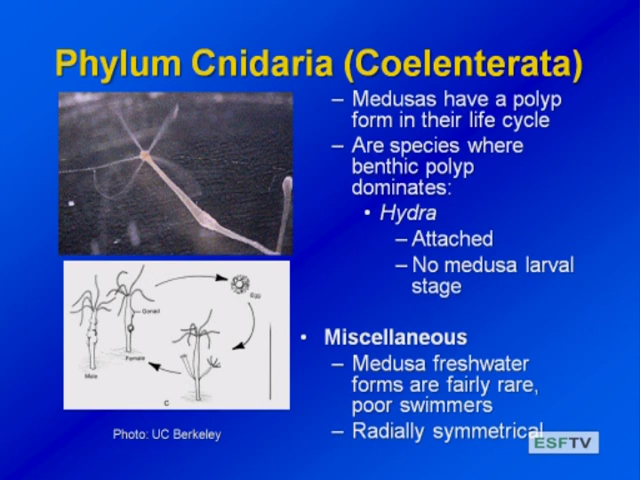 Phylum Cnidaria (Coelenterata)
– Medusas have a polyp
form in their life cycle
– Are species where
benthic polyp
dominates:
• Hydra
– Attached
– No medusa larval
stage
• Miscellaneous
– Medusa freshwater
forms are fairly rare,
poor swimmers
– Radially symmetrical
Gonad
Egg
Female
Male
C
Photo: UC Berkeley
ESFTV